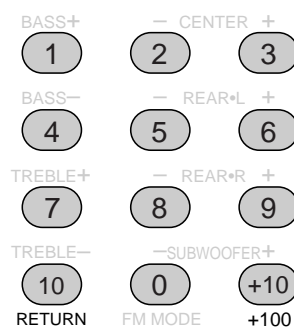 BASS+ – CENTER +
1 2 3
BASS– – REAR•L +
4 5 6
TREBLE+ – REAR•R +
7 8 9
TREBLE– –SUBWOOFER+
10 0 +10
RETURN FM MODE +100